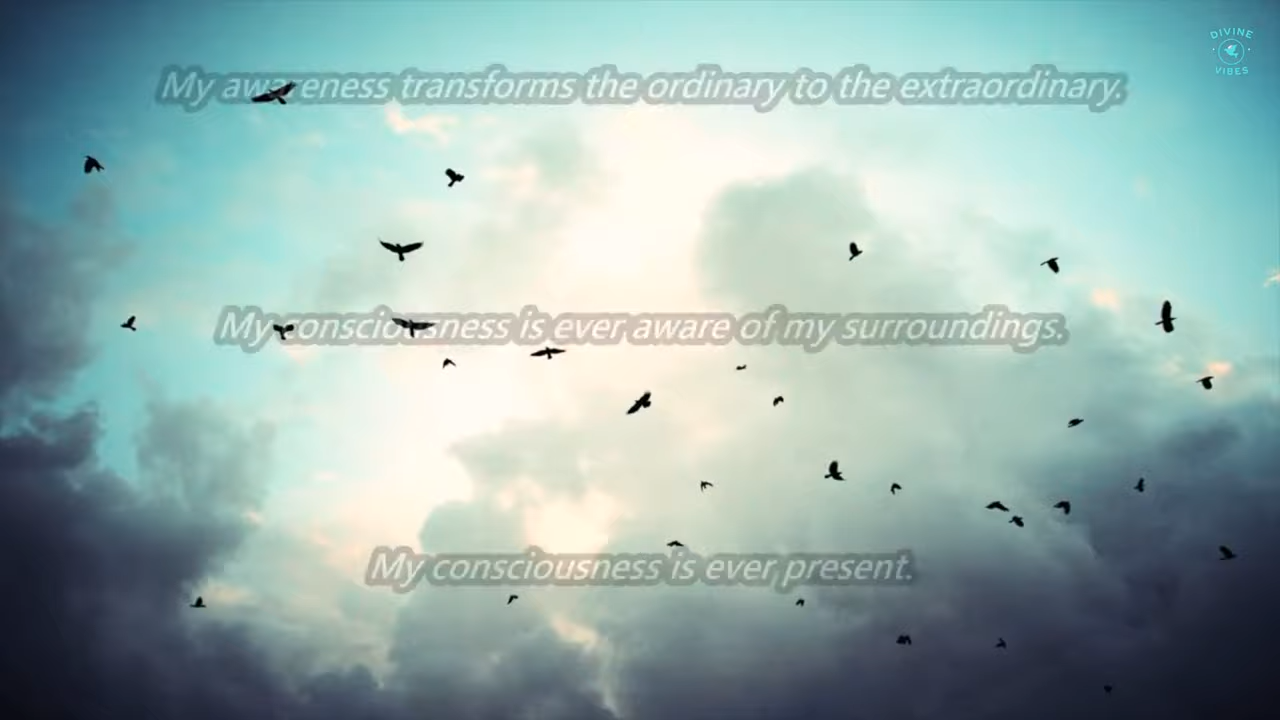 DIVINE
VIBES
My awareness transforms the ordinary to the extraordinary.
My consciousness is ever aware of my surroundings.
My consciousness is ever present.